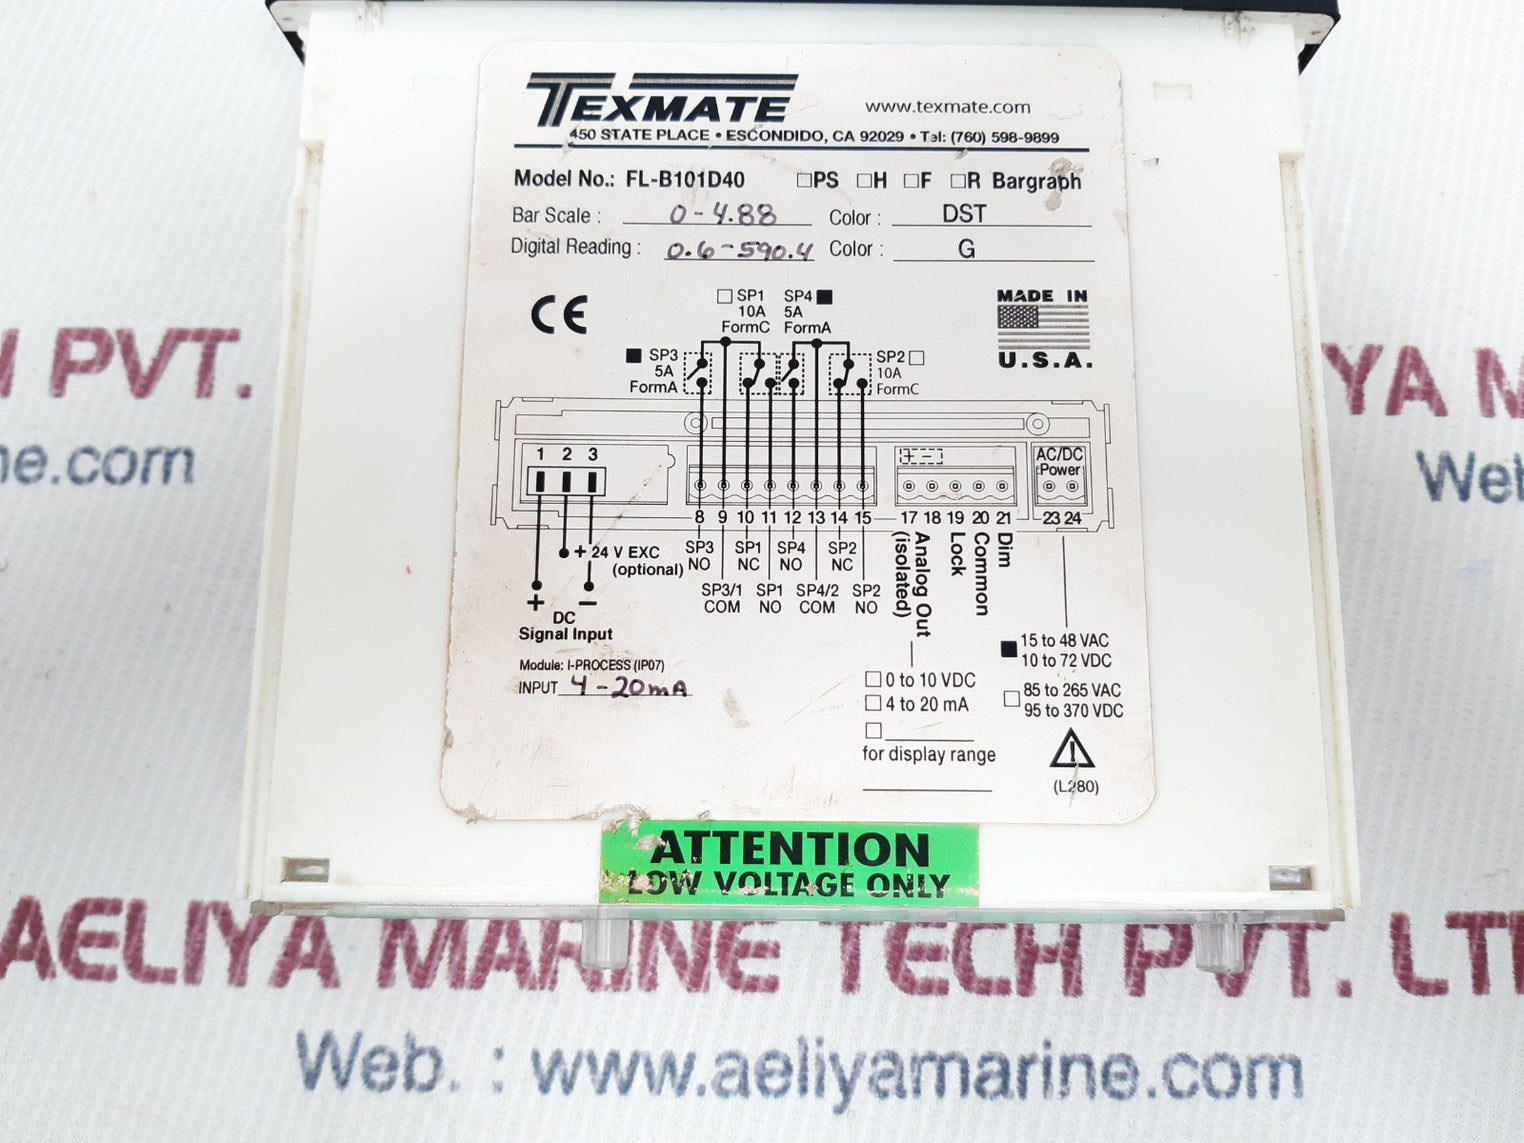 TEXMATE
www.texmate.com
450 STATE PLACE • ESCONDIDO, CA 92029 • Tel: (760) 598-9899
Model No.: FL-B101D40 □PS □H □F □R Bargraph
Bar Scale : 0-4.88 Color : DST
Digital Reading : 0.6-590.4 Color : G
CE
□ SP1 10A FormC
SP4 ■ 5A FormA
MADE IN
U.S.A.
■ SP3 5A FormA
SP2 □ 10A FormC
1 2 3
+ -
AC/DC
Power
8 9 10 11 12 13 14 15
17 18 19 20 21
23 24
SP3 NO
SP1 NC
SP4 NO
SP2 NC
SP3/1 COM
SP1 NO
SP4/2 COM
SP2 NO
Analog Out (isolated)
Lock
Common
Dim
+ 24 V EXC
(optional)
+ −
DC
Signal Input
Module: I-PROCESS (IP07)
INPUT 4-20mA
■ 15 to 48 VAC
10 to 72 VDC
□ 85 to 265 VAC
95 to 370 VDC
□ 0 to 10 VDC
□ 4 to 20 mA
□
for display range
(L280)
ATTENTION
LOW VOLTAGE ONLY
PVT.
YA M
ne.com
Web
AELIYA MARINE TECH PVT. LT
Web. : www.aeliyamarine.com